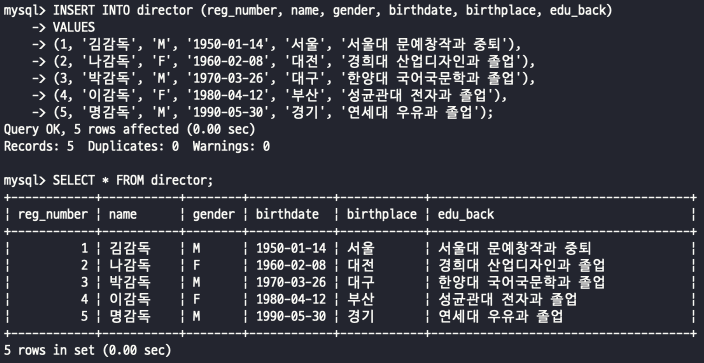 mysql> INSERT INTO director (reg_number, name, gender, birthdate, birthplace, edu_back)
    -> VALUES
    -> (1, '김감독', 'M', '1950-01-14', '서울', '서울대 문예창작과 중퇴'),
    -> (2, '나감독', 'F', '1960-02-08', '대전', '경희대 산업디자인과 졸업'),
    -> (3, '박감독', 'M', '1970-03-26', '대구', '한양대 국어국문학과 졸업'),
    -> (4, '이감독', 'F', '1980-04-12', '부산', '성균관대 전자과 졸업'),
    -> (5, '명감독', 'M', '1990-05-30', '경기', '연세대 우유과 졸업');
Query OK, 5 rows affected (0.00 sec)
Records: 5  Duplicates: 0  Warnings: 0

mysql> SELECT * FROM director;
+------------+--------+--------+------------+------------+--------------------------------+
| reg_number | name | gender | birthdate | birthplace | edu_back |
+------------+--------+--------+------------+------------+--------------------------------+
| 1 | 김감독 | M | 1950-01-14 | 서울 | 서울대 문예창작과 중퇴 |
| 2 | 나감독 | F | 1960-02-08 | 대전 | 경희대 산업디자인과 졸업 |
| 3 | 박감독 | M | 1970-03-26 | 대구 | 한양대 국어국문학과 졸업 |
| 4 | 이감독 | F | 1980-04-12 | 부산 | 성균관대 전자과 졸업 |
| 5 | 명감독 | M | 1990-05-30 | 경기 | 연세대 우유과 졸업 |
+------------+--------+--------+------------+------------+--------------------------------+
5 rows in set (0.00 sec)